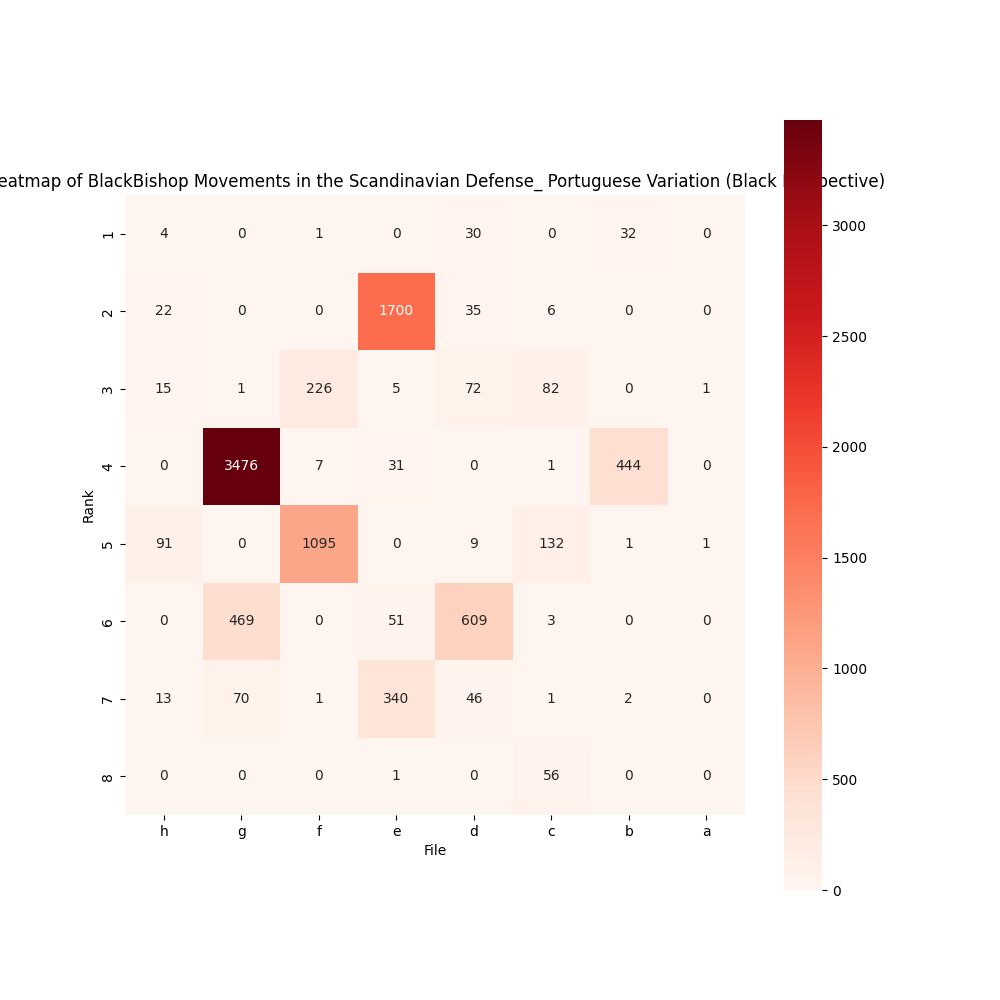 eatmap of BlackBishop Movements in the Scandinavian Defense_ Portuguese Variation (Black Perspective)
Rank
1 4 0 1 0 30 0 32 0
2 22 0 0 1700 35 6 0 0
3 15 1 226 5 72 82 0 1
4 0 3476 7 31 0 1 444 0
5 91 0 1095 0 9 132 1 1
6 0 469 0 51 609 3 0 0
7 13 70 1 340 46 1 2 0
8 0 0 0 1 0 56 0 0
h g f e d c b a
File
3000
2500
2000
1500
1000
500
0